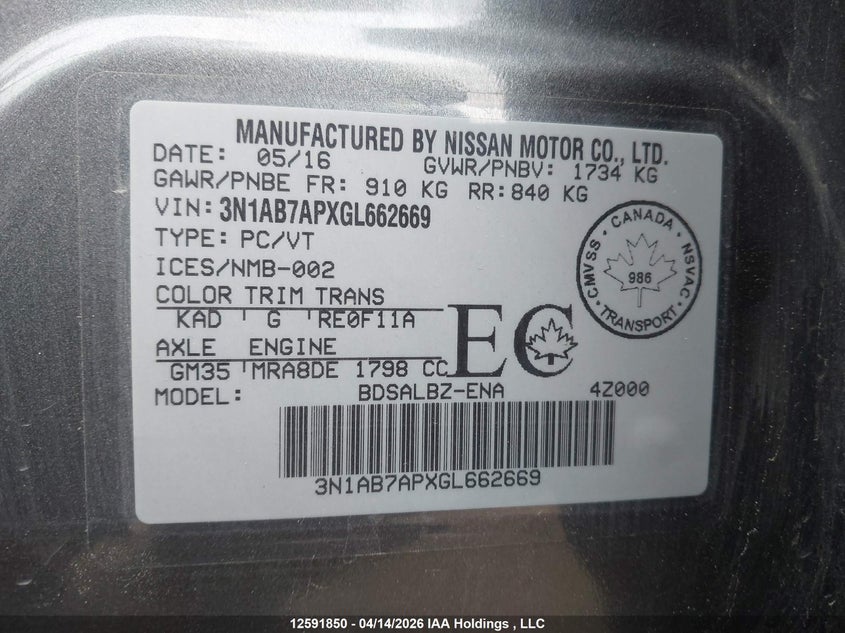 MANUFACTURED BY NISSAN MOTOR CO., LTD.
DATE: 05/16 GVWR/PNBV: 1734 KG
GAWR/PNBE FR: 910 KG RR:840 KG
VIN: 3N1AB7APXGL662669
TYPE: PC/VT
ICES/NMB-002
COLOR TRIM TRANS
KAD G RE0F11A
AXLE ENGINE
GM35 MRA8DE 1798 CC
MODEL: BDSALBZ-ENA 4Z000
3N1AB7APXGL662669
EC
CANADA
CMVSS NSVAC
986
TRANSPORT
12591850 - 04/14/2026 IAA Holdings , LLC